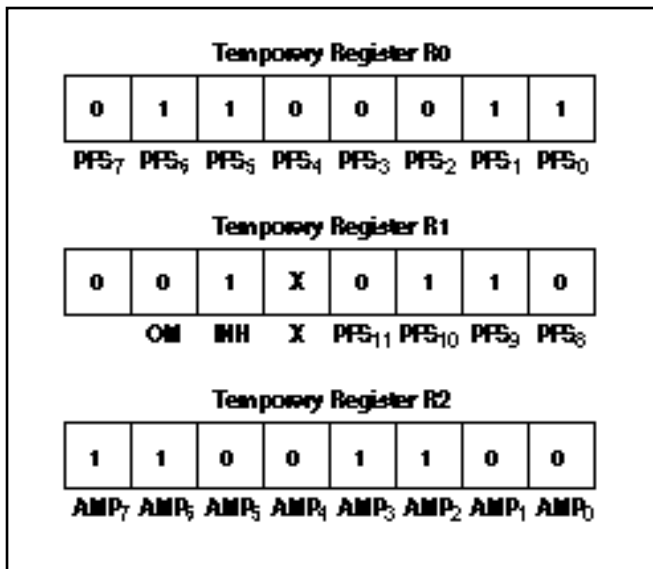 Temporary Register R0
0 1 1 0 0 0 1 1
PFS7 PFS6 PFS5 PFS4 PFS3 PFS2 PFS1 PFS0
Temporary Register R1
0 0 1 X 0 1 1 0
OM INH X PFS11 PFS10 PFS9 PFS8
Temporary Register R2
1 1 0 0 1 1 0 0
AMP7 AMP6 AMP5 AMP4 AMP3 AMP2 AMP1 AMP0